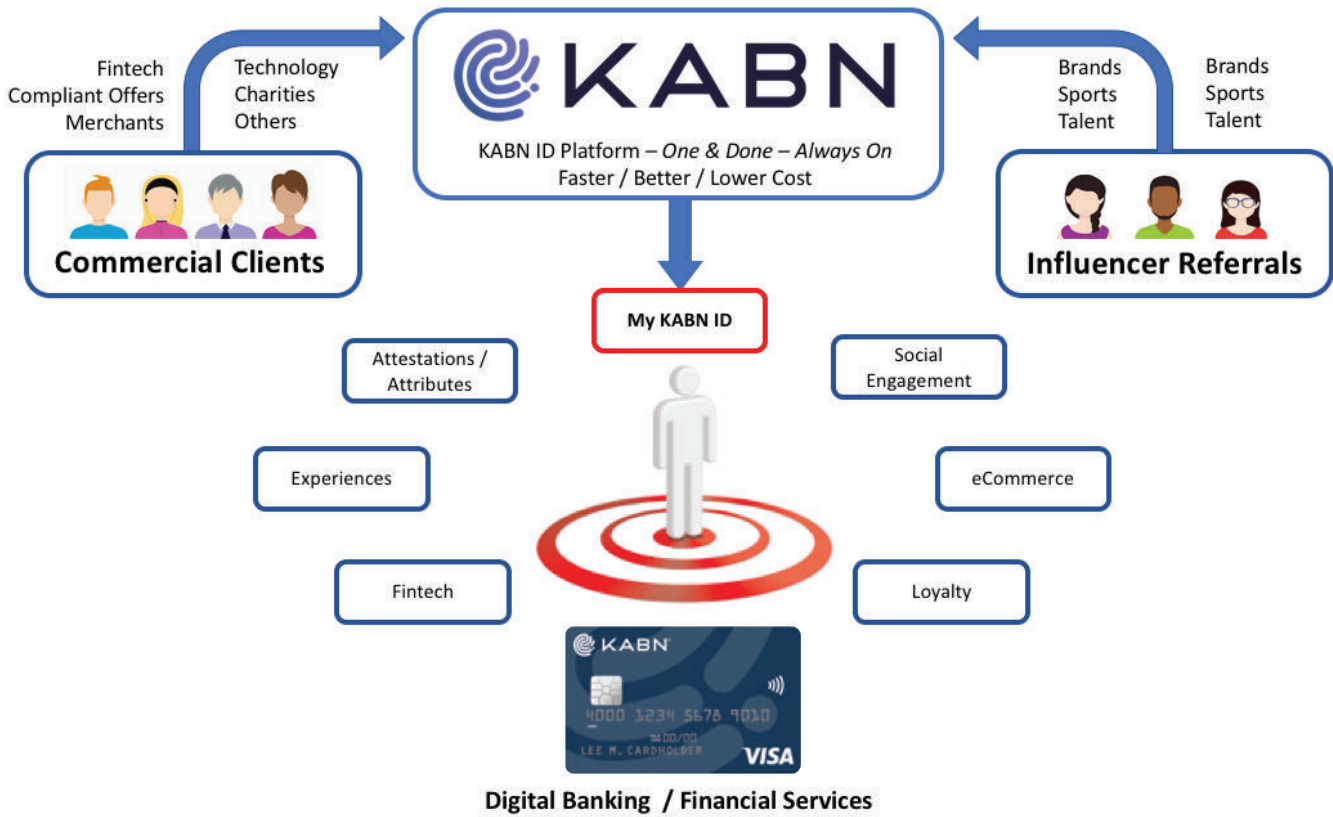 KABN
KABN ID Platform – One & Done – Always On
Faster / Better / Lower Cost
Fintech
Compliant Offers
Merchants
Technology
Charities
Others
Commercial Clients
Brands
Sports
Talent
Brands
Sports
Talent
Influencer Referrals
My KABN ID
Attestations /
Attributes
Social
Engagement
Experiences
eCommerce
Fintech
Loyalty
KABN
4000 1234 5678 9010
00/00
LEE M. CARDHOLDER
VISA
Digital Banking / Financial Services